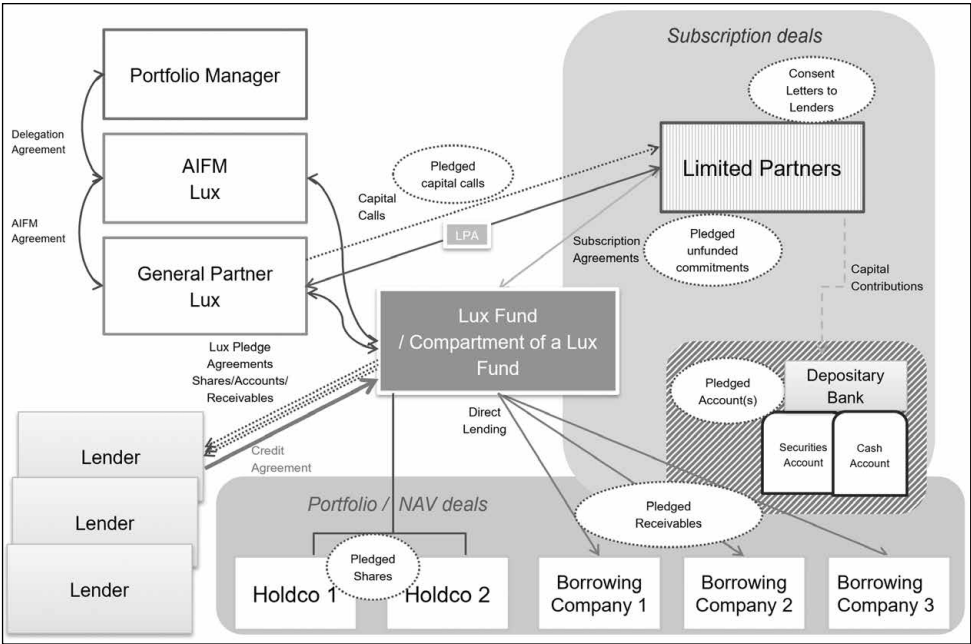 Subscription deals
Portfolio Manager
Consent
Letters to
Lenders
Delegation
Agreement
AIFM
Lux
Pledged
capital calls
Limited Partners
Capital
Calls
AIFM
Agreement
LPA
General Partner
Lux
Subscription
Agreements
Pledged
unfunded
commitments
Capital
Contributions
Lux Fund
/ Compartment of a Lux
Fund
Lux Pledge
Agreements
Shares/Accounts/
Receivables
Pledged
Account(s)
Depositary
Bank
Direct
Lending
Securities
Account
Cash
Account
Lender
Credit
Agreement
Lender
Lender
Portfolio / NAV deals
Pledged
Receivables
Pledged
Shares
Holdco 1
Holdco 2
Borrowing
Company 1
Borrowing
Company 2
Borrowing
Company 3